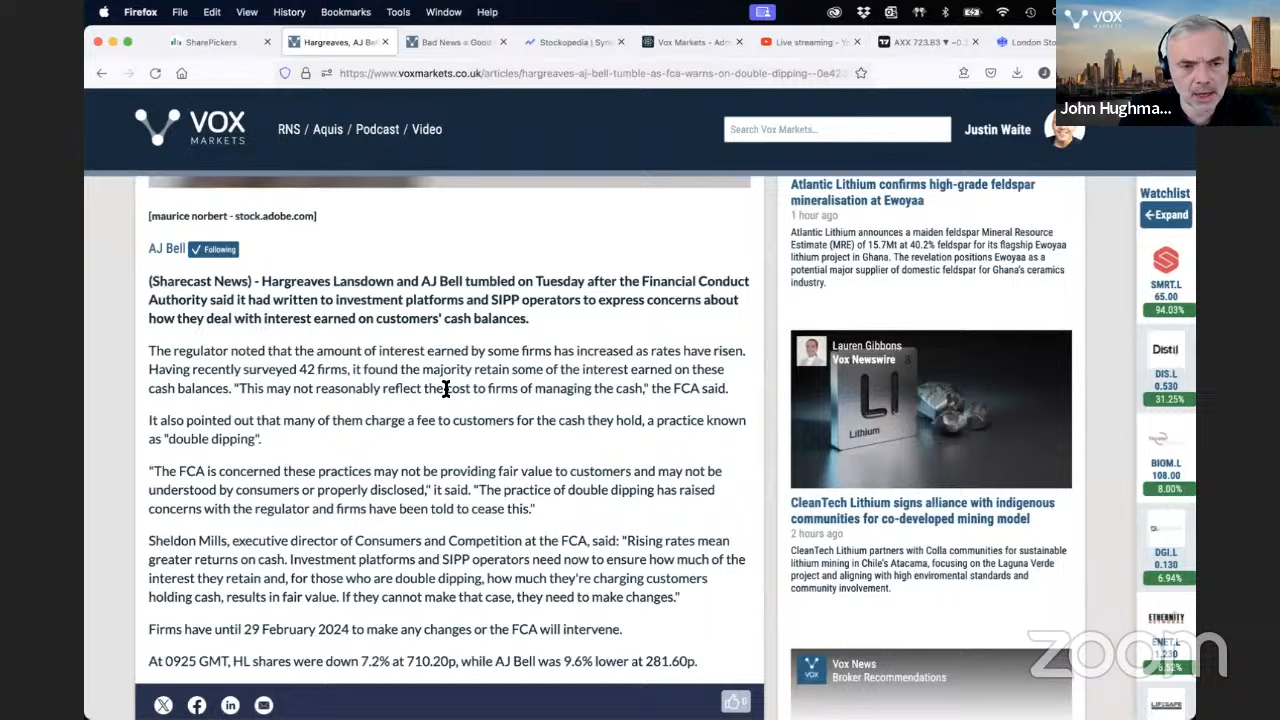 Firefox File Edit View History Bookmarks Tools Window Help
SharePickers
Hargreaves, AJ Be
Bad News = Good
Stockopedia | Syn
Vox Markets - Adm
Live streaming - Yo
AXX 723.83 ▼ −0.
London Sto
https://www.voxmarkets.co.uk/articles/hargreaves-aj-bell-tumble-as-fca-warns-on-double-dipping--0e423
VOX
John Hughma...
VOX
MARKETS
RNS / Aquis / Podcast / Video
Search Vox Markets...
Justin Waite
[maurice norbert - stock.adobe.com]
AJ Bell ✓ Following
(Sharecast News) - Hargreaves Lansdown and AJ Bell tumbled on Tuesday after the Financial Conduct
Authority said it had written to investment platforms and SIPP operators to express concerns about
how they deal with interest earned on customers' cash balances.
The regulator noted that the amount of interest earned by some firms has increased as rates have risen.
Having recently surveyed 42 firms, it found the majority retain some of the interest earned on these
cash balances. "This may not reasonably reflect the cost to firms of managing the cash," the FCA said.
It also pointed out that many of them charge a fee to customers for the cash they hold, a practice known
as "double dipping".
"The FCA is concerned these practices may not be providing fair value to customers and may not be
understood by consumers or properly disclosed," it said. "The practice of double dipping has raised
concerns with the regulator and firms have been told to cease this."
Sheldon Mills, executive director of Consumers and Competition at the FCA, said: "Rising rates mean
greater returns on cash. Investment platforms and SIPP operators need now to ensure how much of the
interest they retain and, for those who are double dipping, how much they're charging customers
holding cash, results in fair value. If they cannot make that case, they need to make changes."
Firms have until 29 February 2024 to make any changes or the FCA will intervene.
At 0925 GMT, HL shares were down 7.2% at 710.20p, while AJ Bell was 9.6% lower at 281.60p.
0
Atlantic Lithium confirms high-grade feldspar
mineralisation at Ewoyaa
1 hour ago
Atlantic Lithium announces a maiden feldspar Mineral Resource
Estimate (MRE) of 15.7Mt at 40.2% feldspar for its flagship Ewoyaa
lithium project in Ghana. The revelation positions Ewoyaa as a
potential major supplier of domestic feldspar for Ghana's ceramics
industry.
Lauren Gibbons
Vox Newswire
Li
Lithium
CleanTech Lithium signs alliance with indigenous
communities for co-developed mining model
2 hours ago
CleanTech Lithium partners with Colla communities for sustainable
lithium mining in Chile's Atacama, focusing on the Laguna Verde
project and aligning with high enviromental standards and
community involvement.
Vox News
Broker Recommendations
Watchlist
←Expand
SMRT.L
65.00
94.03%
Distil
DIS.L
0.530
31.25%
BIOM.L
108.00
8.00%
DGI.L
0.130
6.94%
ETHERNITY
NETWORKS
ENET.L
1.230
6.52%
LIFESAFE
zoom